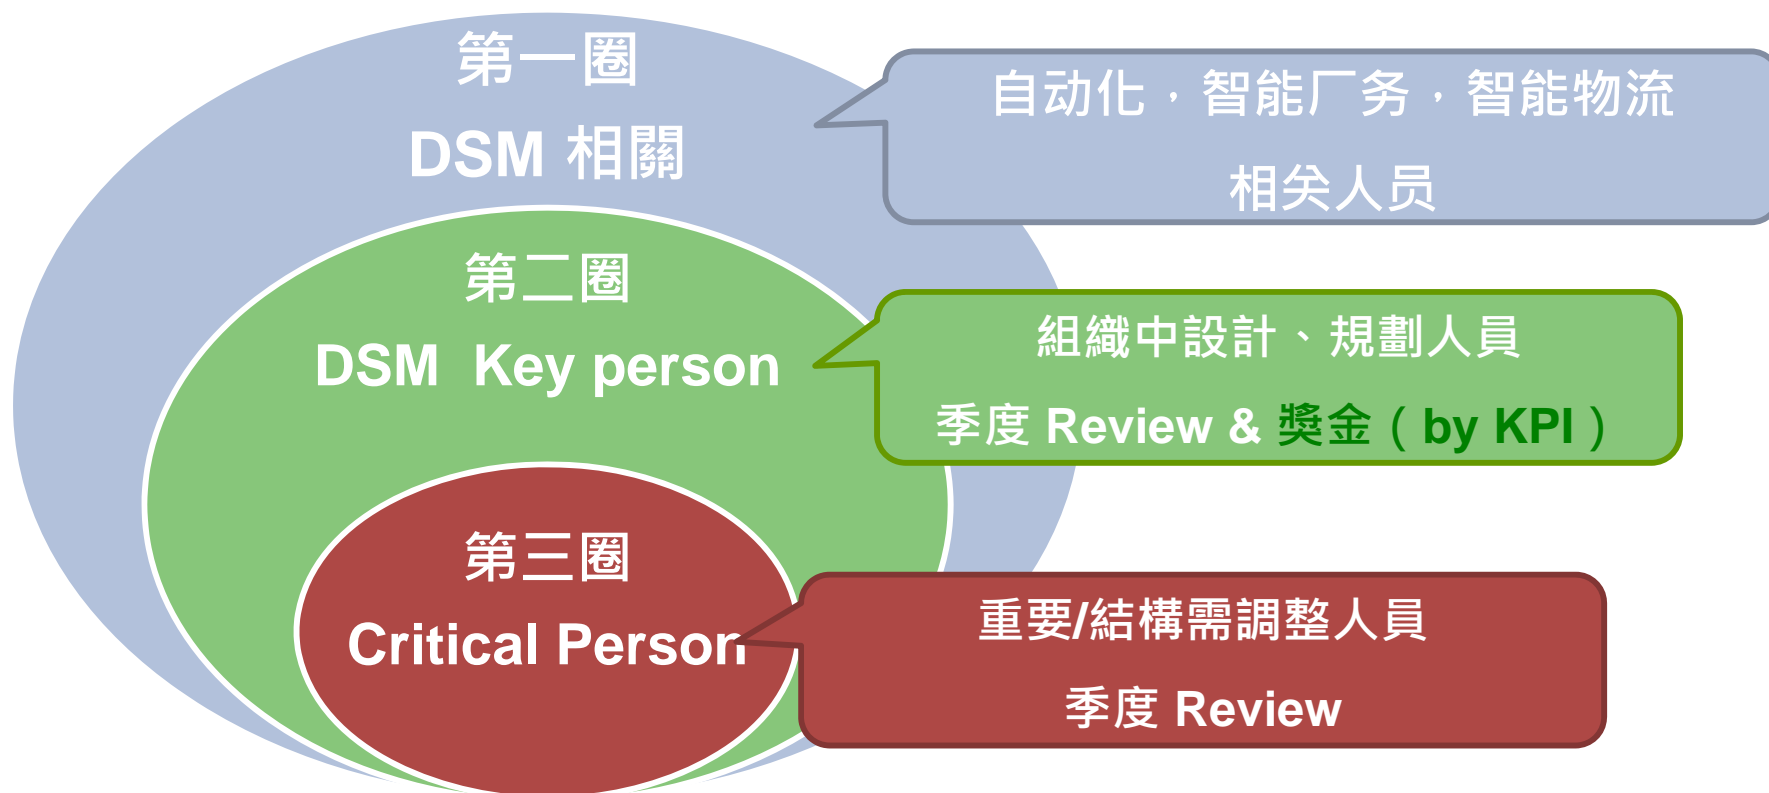 第一圈
DSM 相關
自动化，智能厂务，智能物流
相关人员
第二圈
DSM Key person
組織中設計、規劃人員
季度 Review & 獎金（by KPI）
第三圈
Critical Person
重要/結構需調整人員
季度 Review